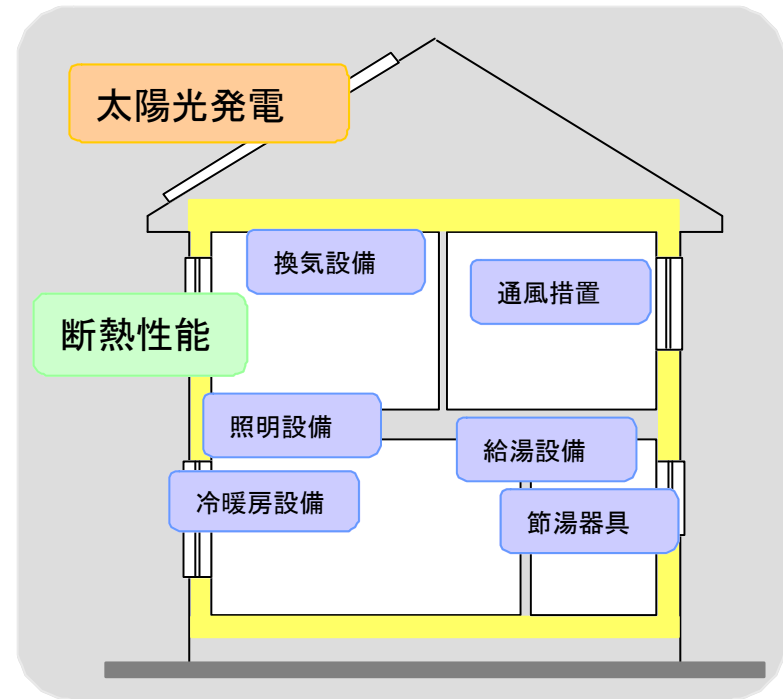 太陽光発電
換気設備
通風措置
断熱性能
照明設備
給湯設備
冷暖房設備
節湯器具